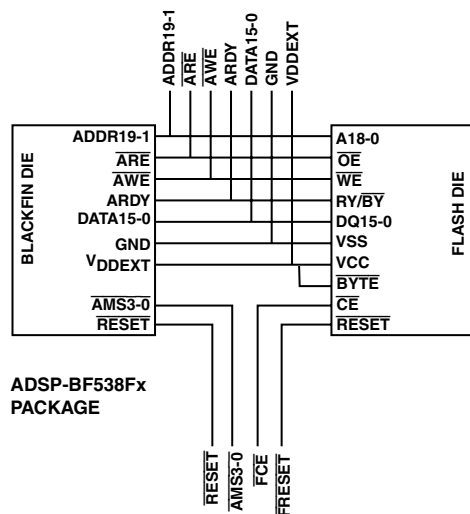 ADDR19-1
ARE
AWE
ARDY
DATA15-0
GND
VDDEXT
BLACKFIN DIE
ADDR19-1
ARE
AWE
ARDY
DATA15-0
GND
VDDEXT
AMS3-0
RESET
A18-0
OE
WE
RY/BY
DQ15-0
VSS
VCC
BYTE
CE
RESET
FLASH DIE
ADSP-BF538Fx
PACKAGE
RESET
AMS3-0
FCE
FRESET